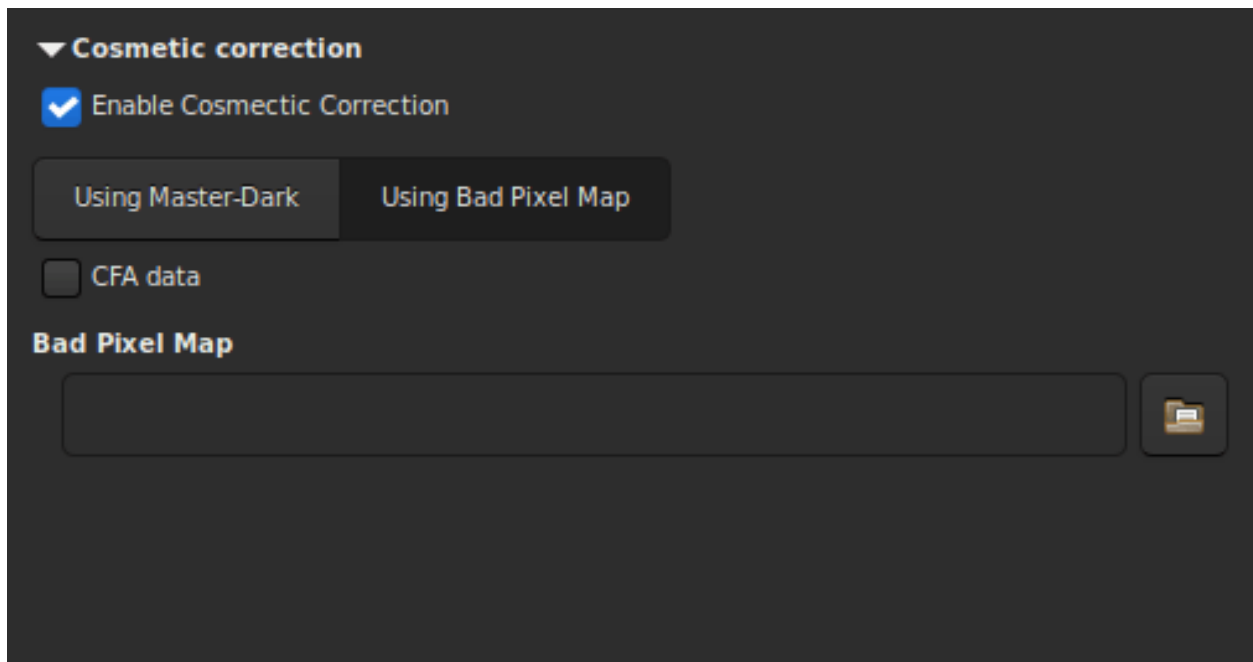 Cosmetic correction
Enable Cosmectic Correction
Using Master-Dark Using Bad Pixel Map
CFA data
Bad Pixel Map